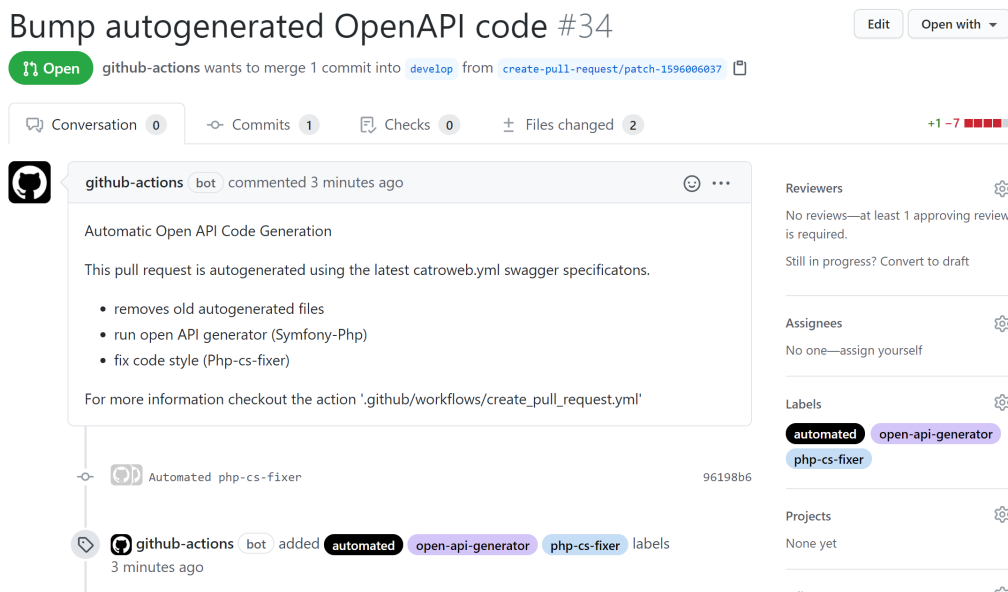 Bump autogenerated OpenAPI code #34
Edit
Open with
Open
github-actions wants to merge 1 commit into develop from create-pull-request/patch-1596006037
Conversation 0
Commits 1
Checks 0
Files changed 2
+1 −7
github-actions bot commented 3 minutes ago
Automatic Open API Code Generation
This pull request is autogenerated using the latest catroweb.yml swagger specificatons.
• removes old autogenerated files
• run open API generator (Symfony-Php)
• fix code style (Php-cs-fixer)
For more information checkout the action '.github/workflows/create_pull_request.yml'
Automated php-cs-fixer
96198b6
github-actions bot added automated open-api-generator php-cs-fixer labels
3 minutes ago
Reviewers
No reviews—at least 1 approving review
is required.
Still in progress? Convert to draft
Assignees
No one—assign yourself
Labels
automated open-api-generator
php-cs-fixer
Projects
None yet